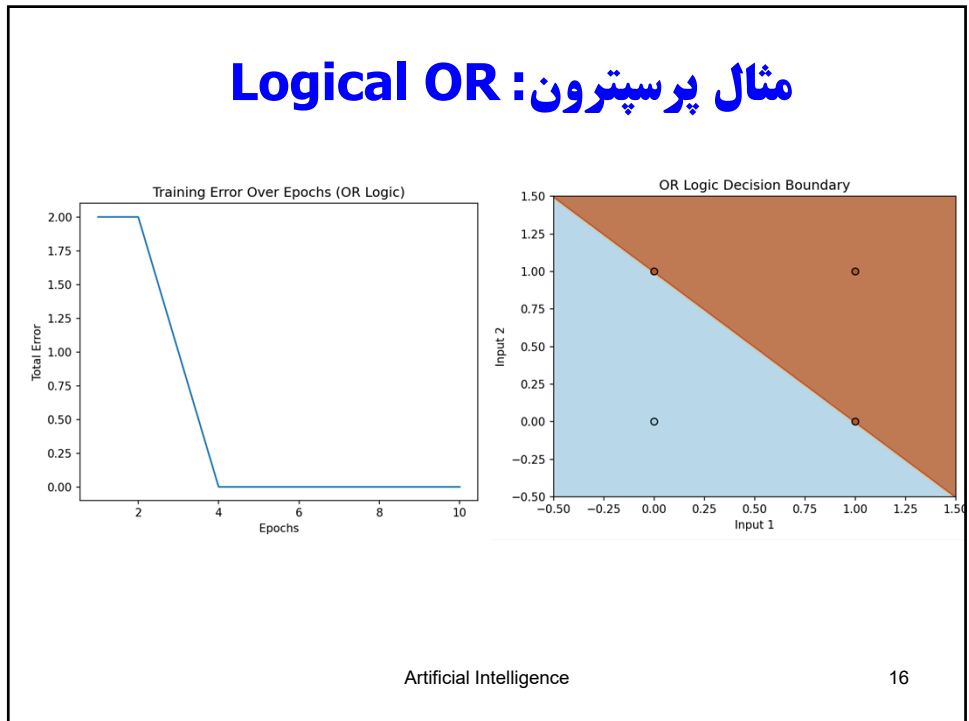 مثال پرسپترون: Logical OR
Training Error Over Epochs (OR Logic)
2.00
1.75
1.50
1.25
1.00
0.75
0.50
0.25
0.00
Total Error
2 4 6 8 10
Epochs
OR Logic Decision Boundary
1.50
1.25
1.00
0.75
0.50
0.25
0.00
−0.25
−0.50
Input 2
−0.50 −0.25 0.00 0.25 0.50 0.75 1.00 1.25 1.50
Input 1
Artificial Intelligence 16